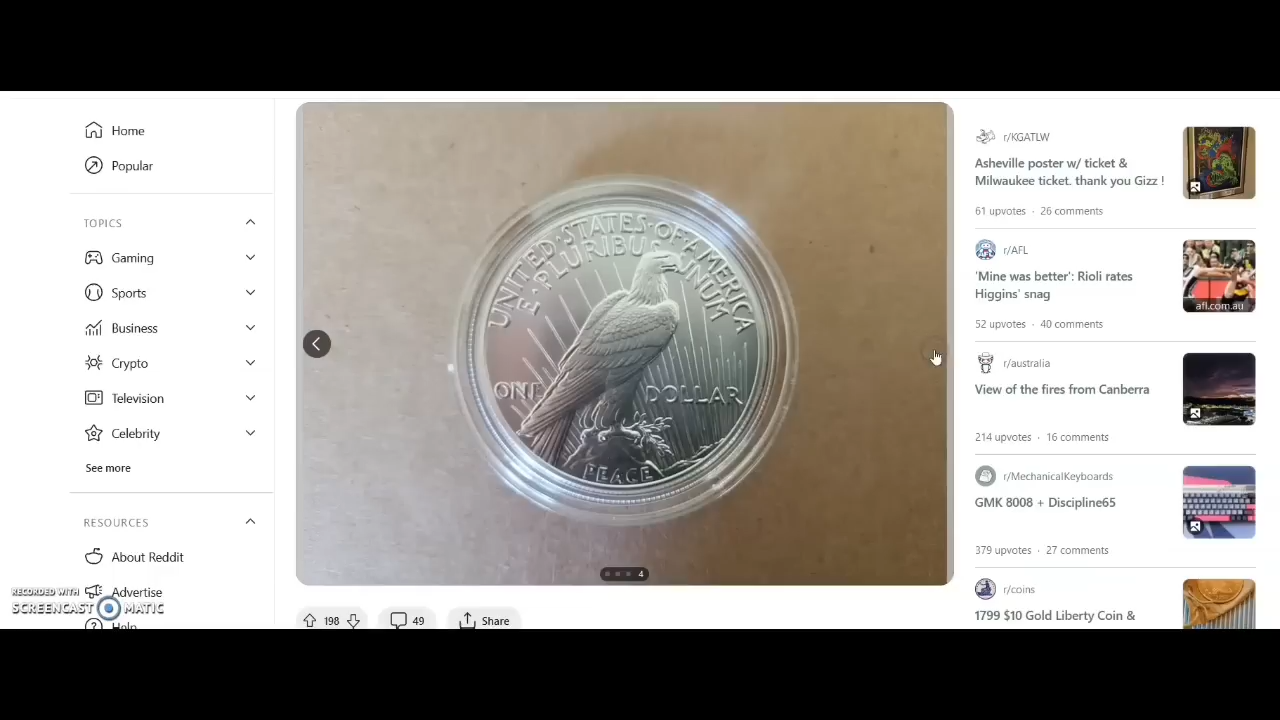 Home
Popular
TOPICS
Gaming
Sports
Business
Crypto
Television
Celebrity
See more
RESOURCES
About Reddit
Advertise
Help
RECORDED WITH
SCREENCAST MATIC
UNITED·STATES·OF·AMERICA
E·PLURIBUS UNUM
ONE DOLLAR
PEACE
4
198
49
Share
r/KGATLW
Asheville poster w/ ticket &
Milwaukee ticket. thank you Gizz !
61 upvotes · 26 comments
r/AFL
'Mine was better': Rioli rates
Higgins' snag
afl.com.au
52 upvotes · 40 comments
r/australia
View of the fires from Canberra
214 upvotes · 16 comments
r/MechanicalKeyboards
GMK 8008 + Discipline65
379 upvotes · 27 comments
r/coins
1799 $10 Gold Liberty Coin &